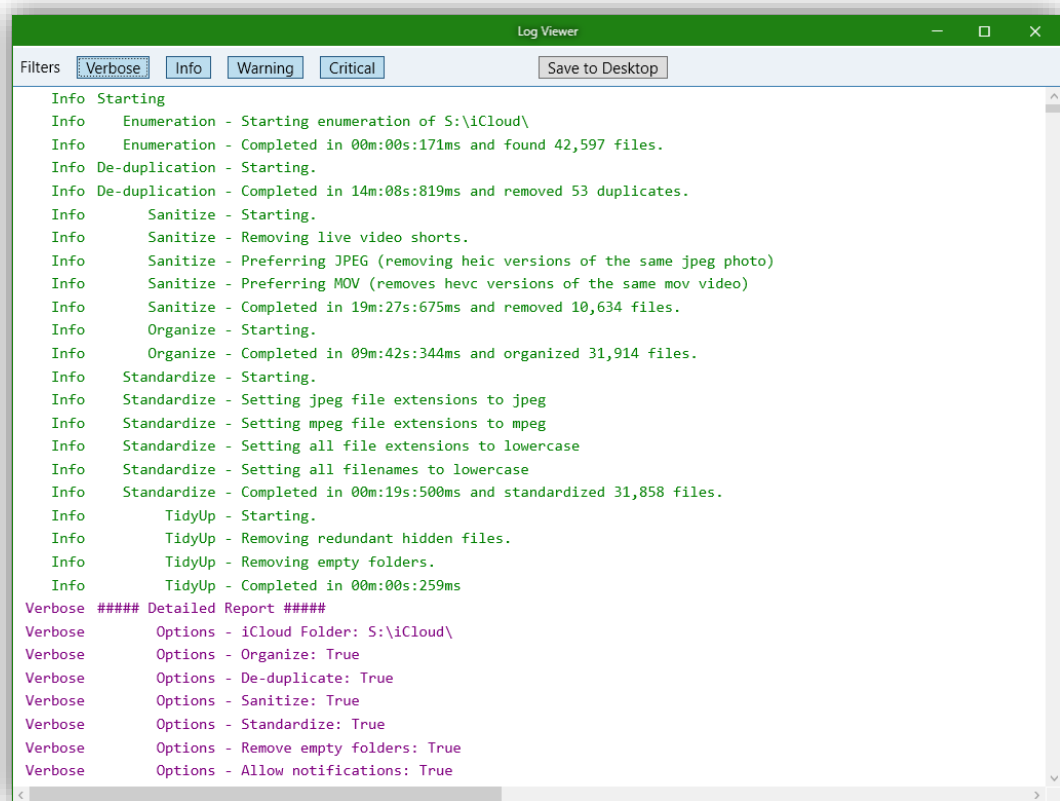 Log Viewer
Filters Verbose Info Warning Critical Save to Desktop
Info Starting
Info Enumeration - Starting enumeration of S:\iCloud\
Info Enumeration - Completed in 00m:00s:171ms and found 42,597 files.
Info De-duplication - Starting.
Info De-duplication - Completed in 14m:08s:819ms and removed 53 duplicates.
Info Sanitize - Starting.
Info Sanitize - Removing live video shorts.
Info Sanitize - Preferring JPEG (removing heic versions of the same jpeg photo)
Info Sanitize - Preferring MOV (removes hevc versions of the same mov video)
Info Sanitize - Completed in 19m:27s:675ms and removed 10,634 files.
Info Organize - Starting.
Info Organize - Completed in 09m:42s:344ms and organized 31,914 files.
Info Standardize - Starting.
Info Standardize - Setting jpeg file extensions to jpeg
Info Standardize - Setting mpeg file extensions to mpeg
Info Standardize - Setting all file extensions to lowercase
Info Standardize - Setting all filenames to lowercase
Info Standardize - Completed in 00m:19s:500ms and standardized 31,858 files.
Info TidyUp - Starting.
Info TidyUp - Removing redundant hidden files.
Info TidyUp - Removing empty folders.
Info TidyUp - Completed in 00m:00s:259ms
Verbose ##### Detailed Report #####
Verbose Options - iCloud Folder: S:\iCloud\
Verbose Options - Organize: True
Verbose Options - De-duplicate: True
Verbose Options - Sanitize: True
Verbose Options - Standardize: True
Verbose Options - Remove empty folders: True
Verbose Options - Allow notifications: True